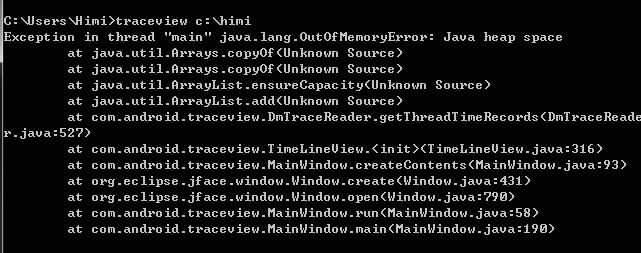 C:\Users\Himi>traceview c:\himi
Exception in thread "main" java.lang.OutOfMemoryError: Java heap space
        at java.util.Arrays.copyOf(Unknown Source)
        at java.util.Arrays.copyOf(Unknown Source)
        at java.util.ArrayList.ensureCapacity(Unknown Source)
        at java.util.ArrayList.add(Unknown Source)
        at com.android.traceview.DmTraceReader.getThreadTimeRecords(DmTraceReade
r.java:527)
        at com.android.traceview.TimeLineView.<init>(TimeLineView.java:316)
        at com.android.traceview.MainWindow.createContents(MainWindow.java:93)
        at org.eclipse.jface.window.Window.create(Window.java:431)
        at org.eclipse.jface.window.Window.open(Window.java:790)
        at com.android.traceview.MainWindow.run(MainWindow.java:58)
        at com.android.traceview.MainWindow.main(MainWindow.java:190)